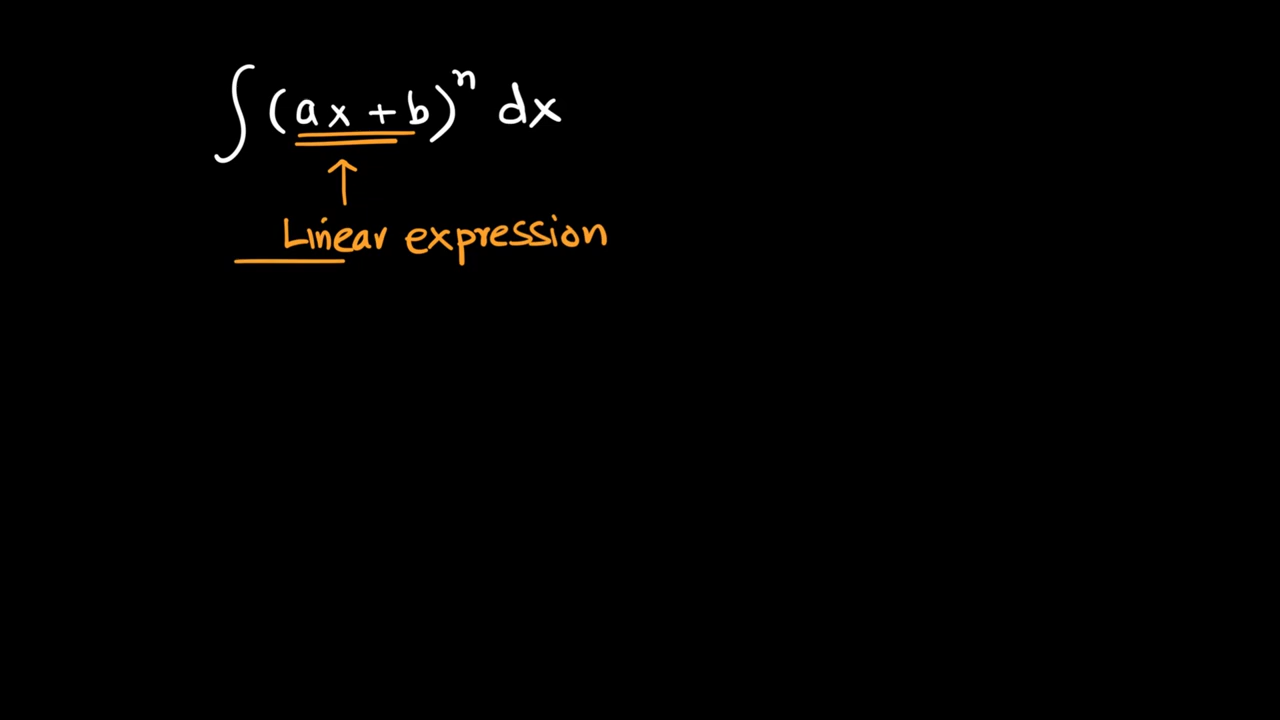 ∫ (ax + b)ⁿ dx
Linear expression